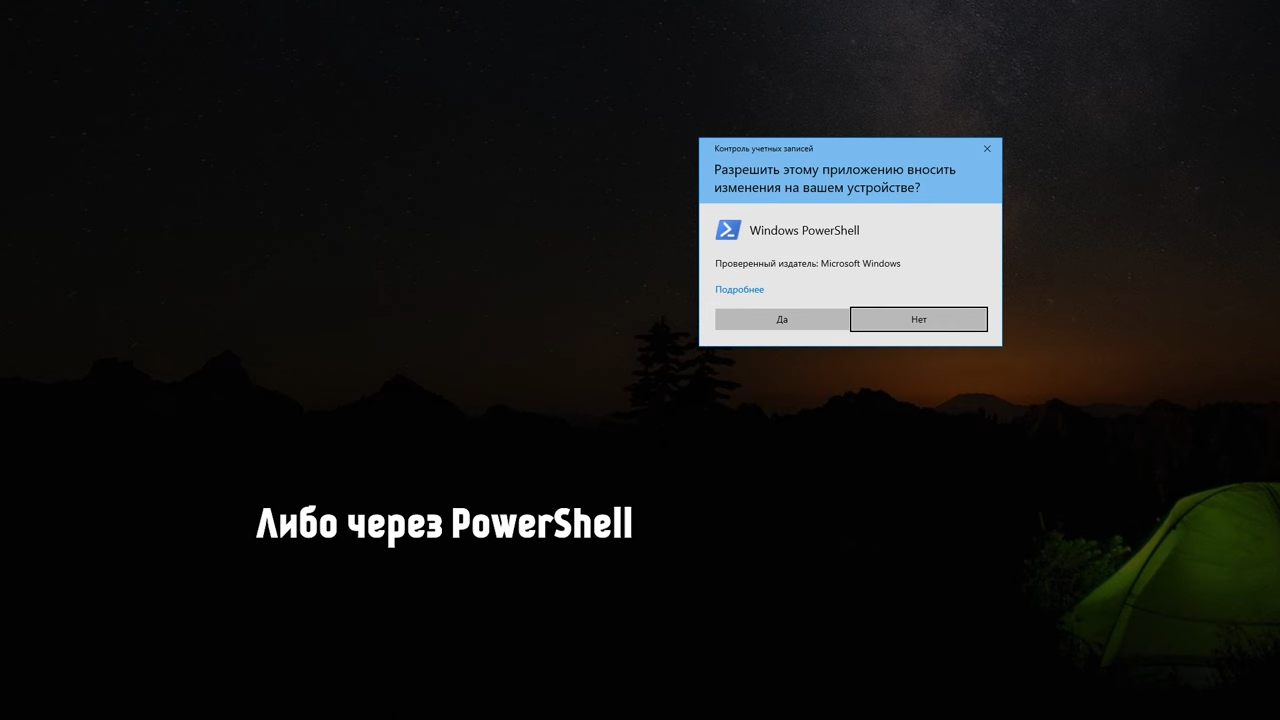 Контроль учетных записей
Разрешить этому приложению вносить
изменения на вашем устройстве?
Windows PowerShell
Проверенный издатель: Microsoft Windows
Подробнее
Да
Нет
Либо через PowerShell